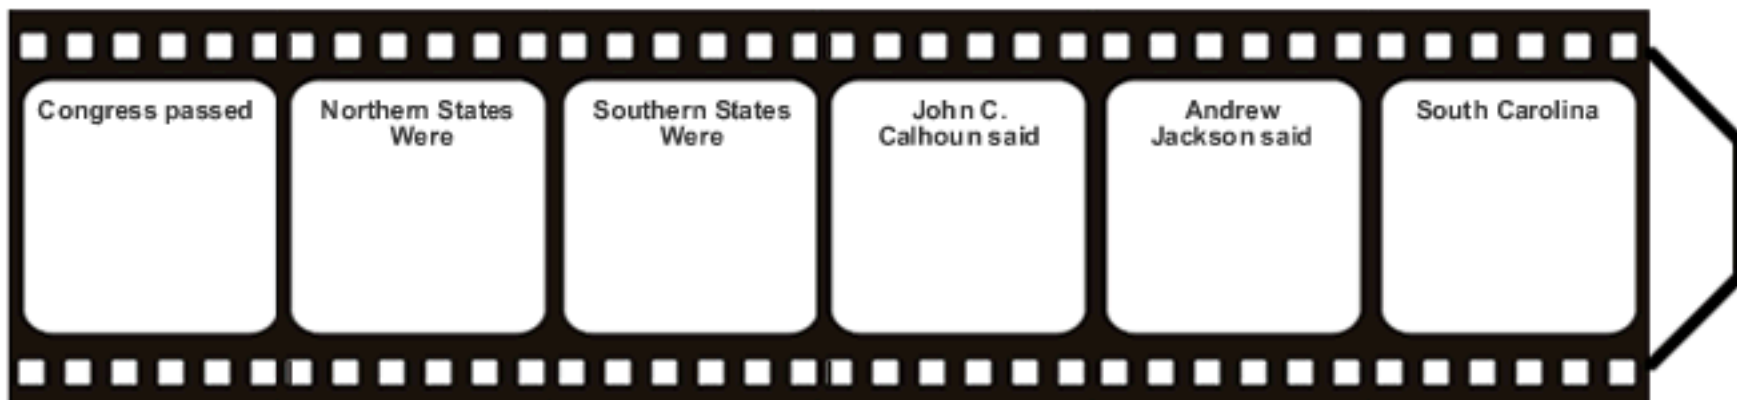 Congress passed
Northern States
Were
Southern States
Were
John C.
Calhoun said
Andrew
Jackson said
South Carolina